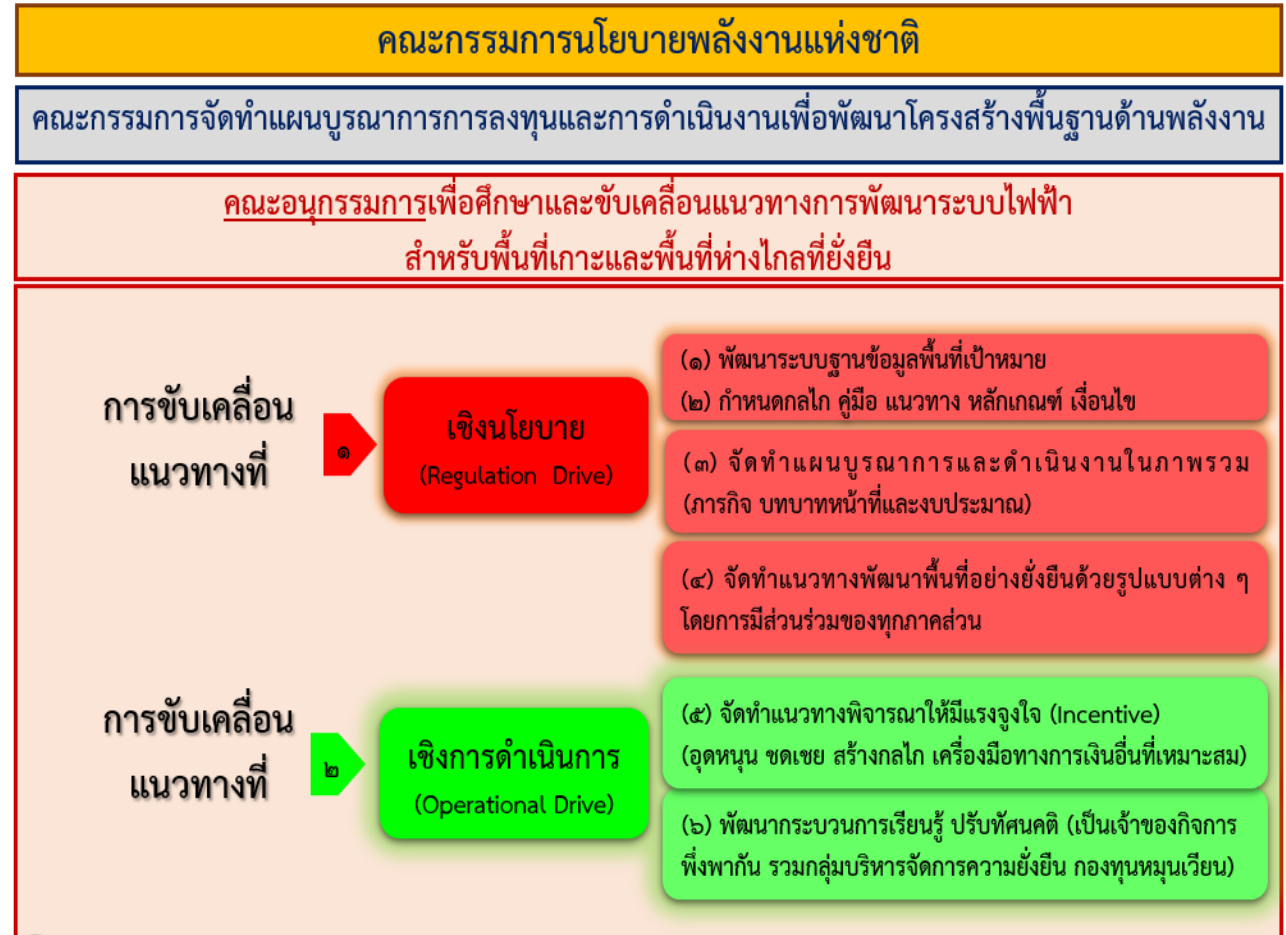 คณะกรรมการนโยบายพลังงานแห่งชาติ
คณะกรรมการจัดทำแผนบูรณาการการลงทุนและการดำเนินงานเพื่อพัฒนาโครงสร้างพื้นฐานด้านพลังงาน
คณะอนุกรรมการเพื่อศึกษาและขับเคลื่อนแนวทางการพัฒนาระบบไฟฟ้า
สำหรับพื้นที่เกาะและพื้นที่ห่างไกลที่ยั่งยืน
การขับเคลื่อน
แนวทางที่
๑
เชิงนโยบาย
(Regulation Drive)
(๑) พัฒนาระบบฐานข้อมูลพื้นที่เป้าหมาย
(๒) กำหนดกลไก คู่มือ แนวทาง หลักเกณฑ์ เงื่อนไข
(๓) จัดทำแผนบูรณาการและดำเนินงานในภาพรวม
(ภารกิจ บทบาทหน้าที่และงบประมาณ)
(๔) จัดทำแนวทางพัฒนาพื้นที่อย่างยั่งยืนด้วยรูปแบบต่าง ๆ
โดยการมีส่วนร่วมของทุกภาคส่วน
การขับเคลื่อน
แนวทางที่
๒
เชิงการดำเนินการ
(Operational Drive)
(๕) จัดทำแนวทางพิจารณาให้มีแรงจูงใจ (Incentive)
(อุดหนุน ชดเชย สร้างกลไก เครื่องมือทางการเงินอื่นที่เหมาะสม)
(๖) พัฒนากระบวนการเรียนรู้ ปรับทัศนคติ (เป็นเจ้าของกิจการ
พึ่งพากัน รวมกลุ่มบริหารจัดการความยั่งยืน กองทุนหมุนเวียน)